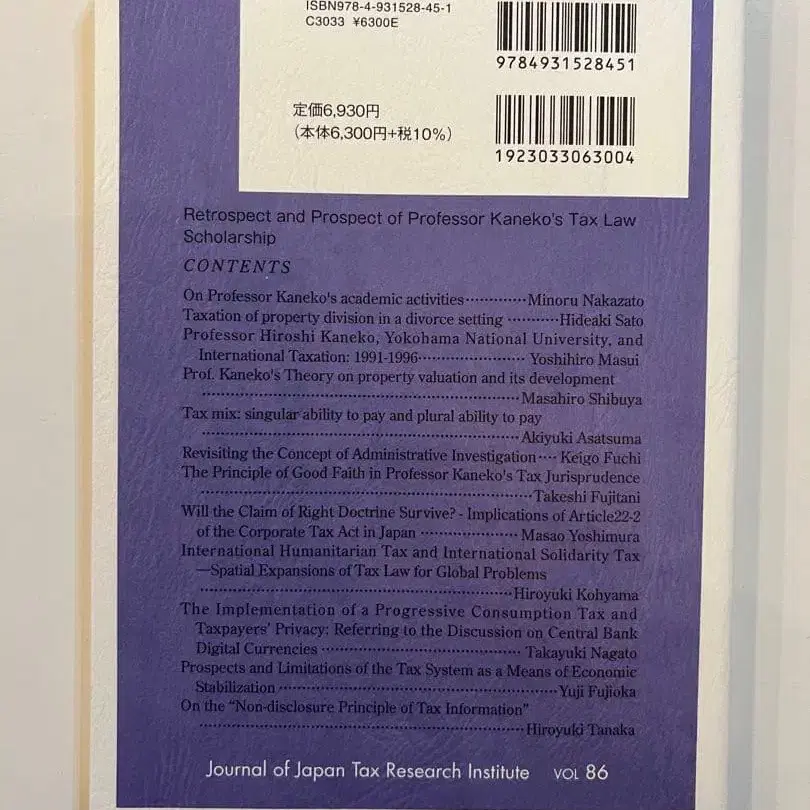 ISBN978-4-931528-45-1
C3033 ¥6300E
9784931528451
定価6,930円
(本体6,300円+税10%)
1923033063004
Retrospect and Prospect of Professor Kaneko's Tax Law
Scholarship
CONTENTS
On Professor Kaneko's academic activities·············Minoru Nakazato
Taxation of property division in a divorce setting ···········Hideaki Sato
Professor Hiroshi Kaneko, Yokohama National University, and
International Taxation: 1991-1996······················· Yoshihiro Masui
Prof. Kaneko's Theory on property valuation and its development
······································································Masahiro Shibuya
Tax mix: singular ability to pay and plural ability to pay
······································································Akiyuki Asatsuma
Revisiting the Concept of Administrative Investigation···· Keigo Fuchi
The Principle of Good Faith in Professor Kaneko's Tax Jurisprudence
······································································Takeshi Fujitani
Will the Claim of Right Doctrine Survive? - Implications of Article22-2
of the Corporate Tax Act in Japan ····················· Masao Yoshimura
International Humanitarian Tax and International Solidarity Tax
—Spatial Expansions of Tax Law for Global Problems
······································································Hiroyuki Kohyama
The Implementation of a Progressive Consumption Tax and
Taxpayers' Privacy: Referring to the Discussion on Central Bank
Digital Currencies ············································ Takayuki Nagato
Prospects and Limitations of the Tax System as a Means of Economic
Stabilization ·························································Yuji Fujioka
On the “Non-disclosure Principle of Tax Information”
······································································Hiroyuki Tanaka
Journal of Japan Tax Research Institute VOL 86